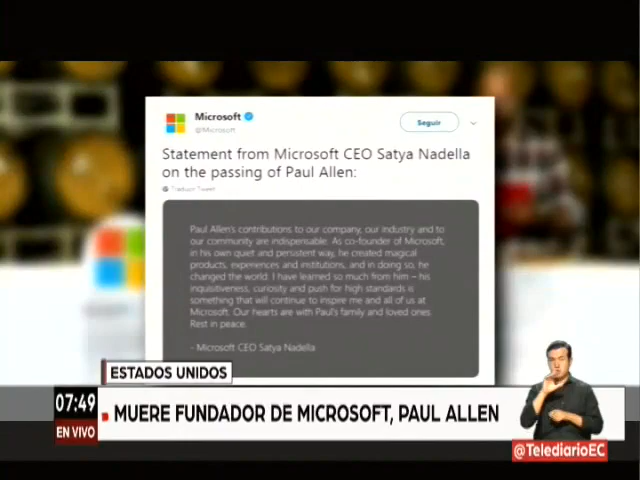 Microsoft
@Microsoft
Seguir
Statement from Microsoft CEO Satya Nadella
on the passing of Paul Allen:
Traducir Tweet
Paul Allen's contributions to our company, our industry and to
our community are indispensable. As co-founder of Microsoft,
in his own quiet and persistent way, he created magical
products, experiences and institutions, and in doing so, he
changed the world. I have learned so much from him – his
inquisitiveness, curiosity and push for high standards is
something that will continue to inspire me and all of us at
Microsoft. Our hearts are with Paul's family and loved ones.
Rest in peace.
- Microsoft CEO Satya Nadella
ESTADOS UNIDOS
07:49
MUERE FUNDADOR DE MICROSOFT, PAUL ALLEN
EN VIVO
@TelediarioEC